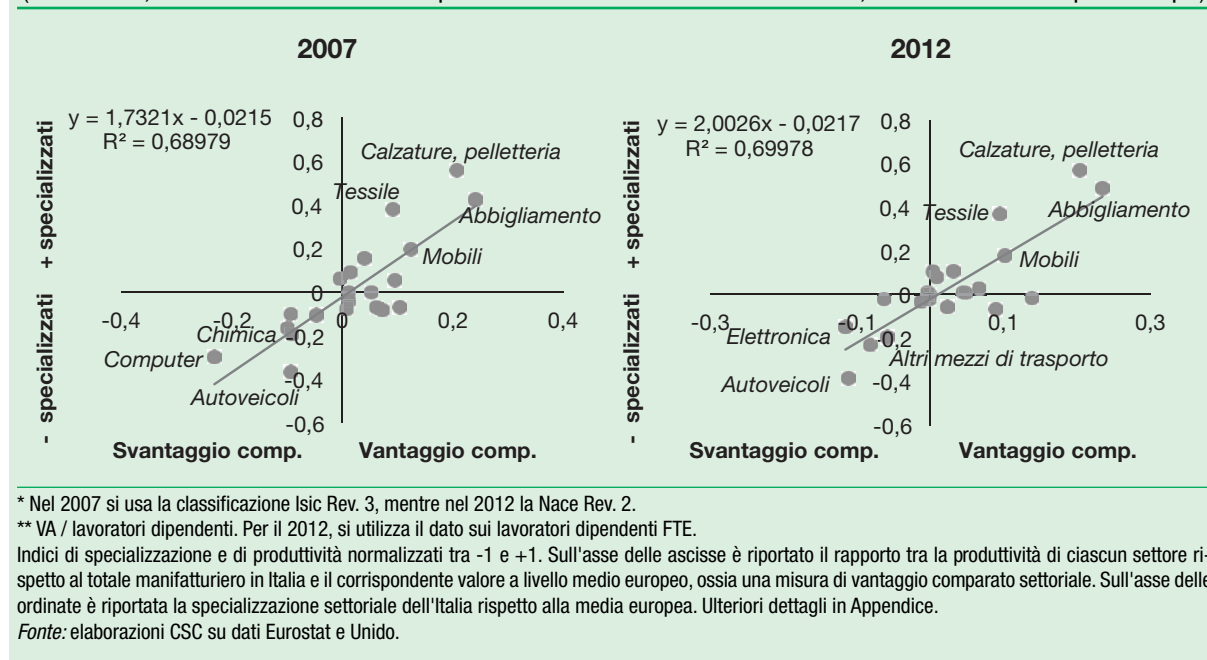 2007
y = 1,7321x - 0,0215
R² = 0,68979
- specializzati + specializzati
0,8
0,6
0,4
0,2
0
-0,2
-0,4
-0,6
-0,4
-0,2
0
0,2
0,4
Calzature, pelletteria
Tessile
Abbigliamento
Mobili
Chimica
Computer
Autoveicoli
Svantaggio comp. Vantaggio comp.
2012
y = 2,0026x - 0,0217
R² = 0,69978
- specializzati + specializzati
0,8
0,6
0,4
0,2
0
-0,2
-0,4
-0,6
-0,3
-0,1
0,1
0,3
Calzature, pelletteria
Tessile
Abbigliamento
Mobili
Elettronica
Altri mezzi di trasporto
Autoveicoli
Svantaggio comp. Vantaggio comp.
* Nel 2007 si usa la classificazione Isic Rev. 3, mentre nel 2012 la Nace Rev. 2.
** VA / lavoratori dipendenti. Per il 2012, si utilizza il dato sui lavoratori dipendenti FTE.
Indici di specializzazione e di produttività normalizzati tra -1 e +1. Sull'asse delle ascisse è riportato il rapporto tra la produttività di ciascun settore ri-
spetto al totale manifatturiero in Italia e il corrispondente valore a livello medio europeo, ossia una misura di vantaggio comparato settoriale. Sull'asse delle
ordinate è riportata la specializzazione settoriale dell'Italia rispetto alla media europea. Ulteriori dettagli in Appendice.
Fonte: elaborazioni CSC su dati Eurostat e Unido.